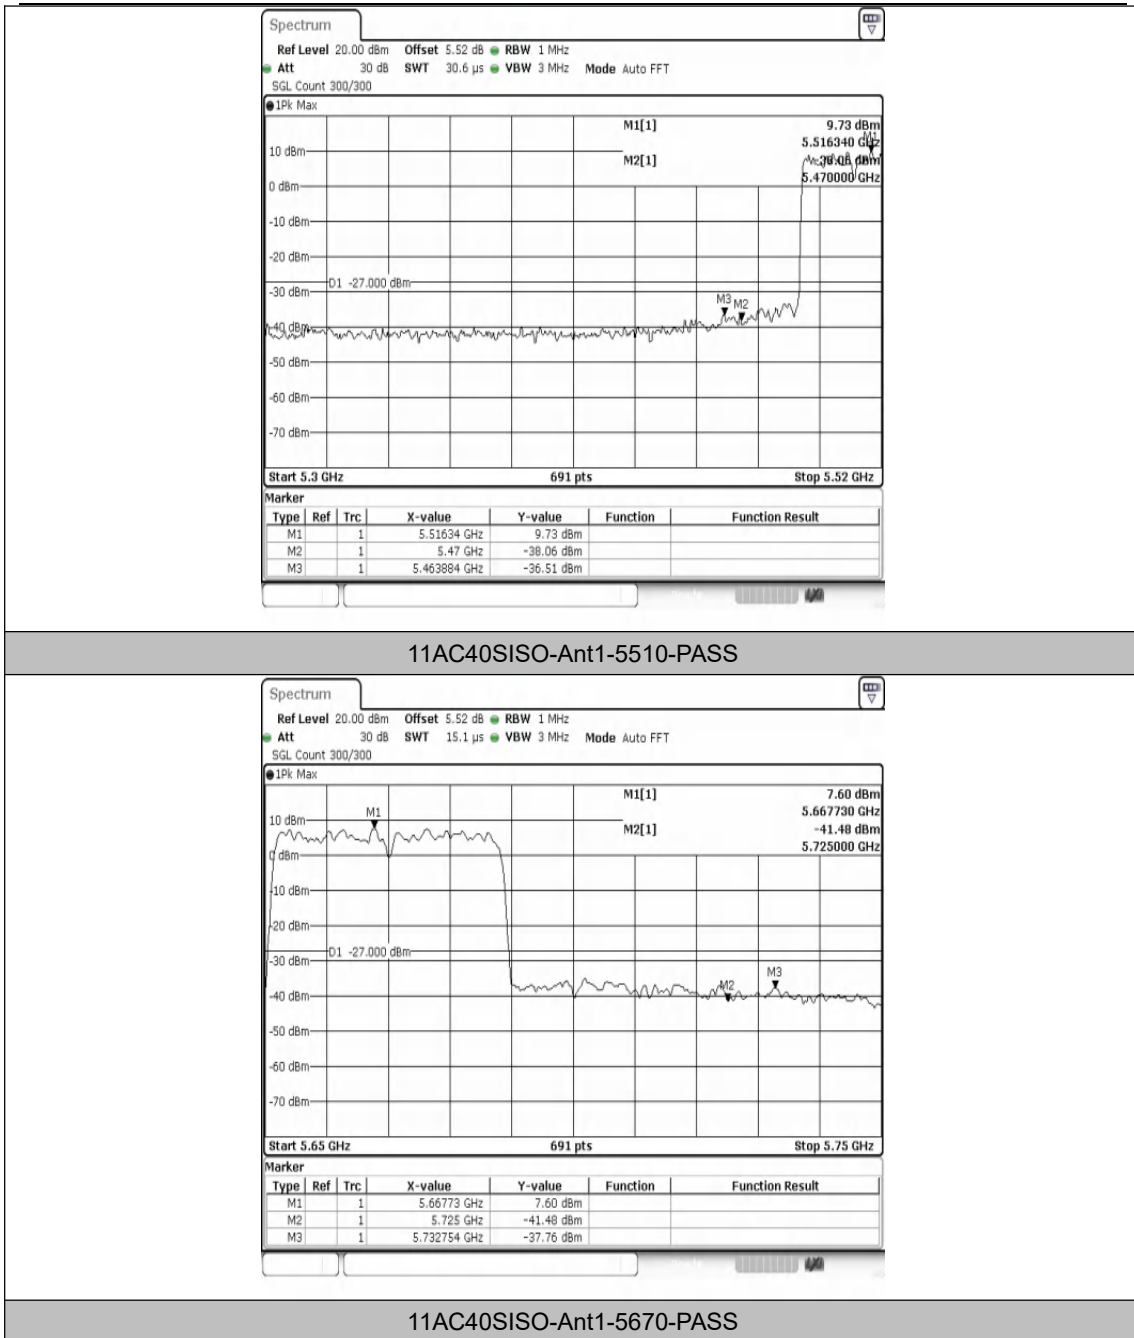 Spectrum
Ref Level 20.00 dBm Offset 5.52 dB RBW 1 MHz
Att 30 dB SWT 30.6 µs VBW 3 MHz Mode Auto FFT
SGL Count 300/300
1Pk Max
M1[1] 9.73 dBm
5.516340 GHz
M1
10 dBm
M2[1] -38.06 dBm
5.470000 GHz
0 dBm
-10 dBm
-20 dBm
D1 -27.000 dBm
-30 dBm
M3 M2
-40 dBm
-50 dBm
-60 dBm
-70 dBm
Start 5.3 GHz 691 pts Stop 5.52 GHz
Marker
Type Ref Trc X-value Y-value Function Function Result
M1 1 5.51634 GHz 9.73 dBm
M2 1 5.47 GHz -38.06 dBm
M3 1 5.463884 GHz -36.51 dBm
11AC40SISO-Ant1-5510-PASS
Spectrum
Ref Level 20.00 dBm Offset 5.52 dB RBW 1 MHz
Att 30 dB SWT 15.1 µs VBW 3 MHz Mode Auto FFT
SGL Count 300/300
1Pk Max
M1[1] 7.60 dBm
5.667730 GHz
M1
10 dBm
M2[1] -41.48 dBm
5.725000 GHz
0 dBm
-10 dBm
-20 dBm
D1 -27.000 dBm
-30 dBm
M3
M2
-40 dBm
-50 dBm
-60 dBm
-70 dBm
Start 5.65 GHz 691 pts Stop 5.75 GHz
Marker
Type Ref Trc X-value Y-value Function Function Result
M1 1 5.66773 GHz 7.60 dBm
M2 1 5.725 GHz -41.48 dBm
M3 1 5.732754 GHz -37.76 dBm
11AC40SISO-Ant1-5670-PASS